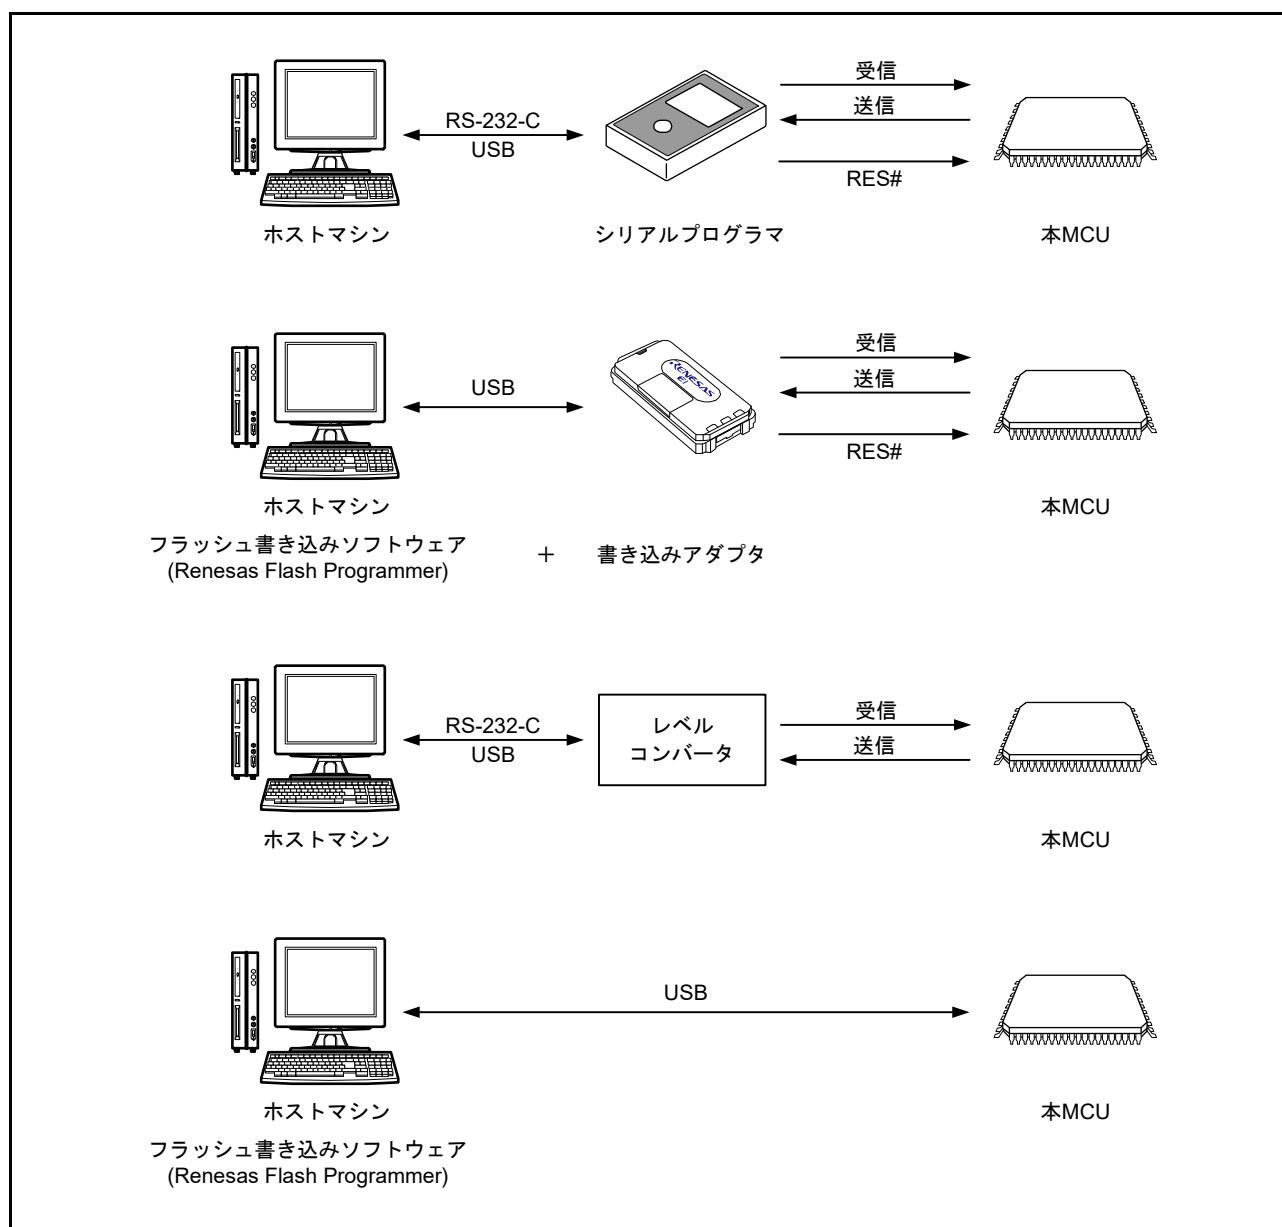 受信
RS-232-C
送信
USB
RES#
ホストマシン
シリアルプログラマ
本MCU
受信
USB
送信
RENESAS
E1
RES#
ホストマシン
本MCU
フラッシュ書き込みソフトウェア
(Renesas Flash Programmer)
+
書き込みアダプタ
RS-232-C
USB
レベル
コンバータ
受信
送信
ホストマシン
本MCU
USB
ホストマシン
本MCU
フラッシュ書き込みソフトウェア
(Renesas Flash Programmer)